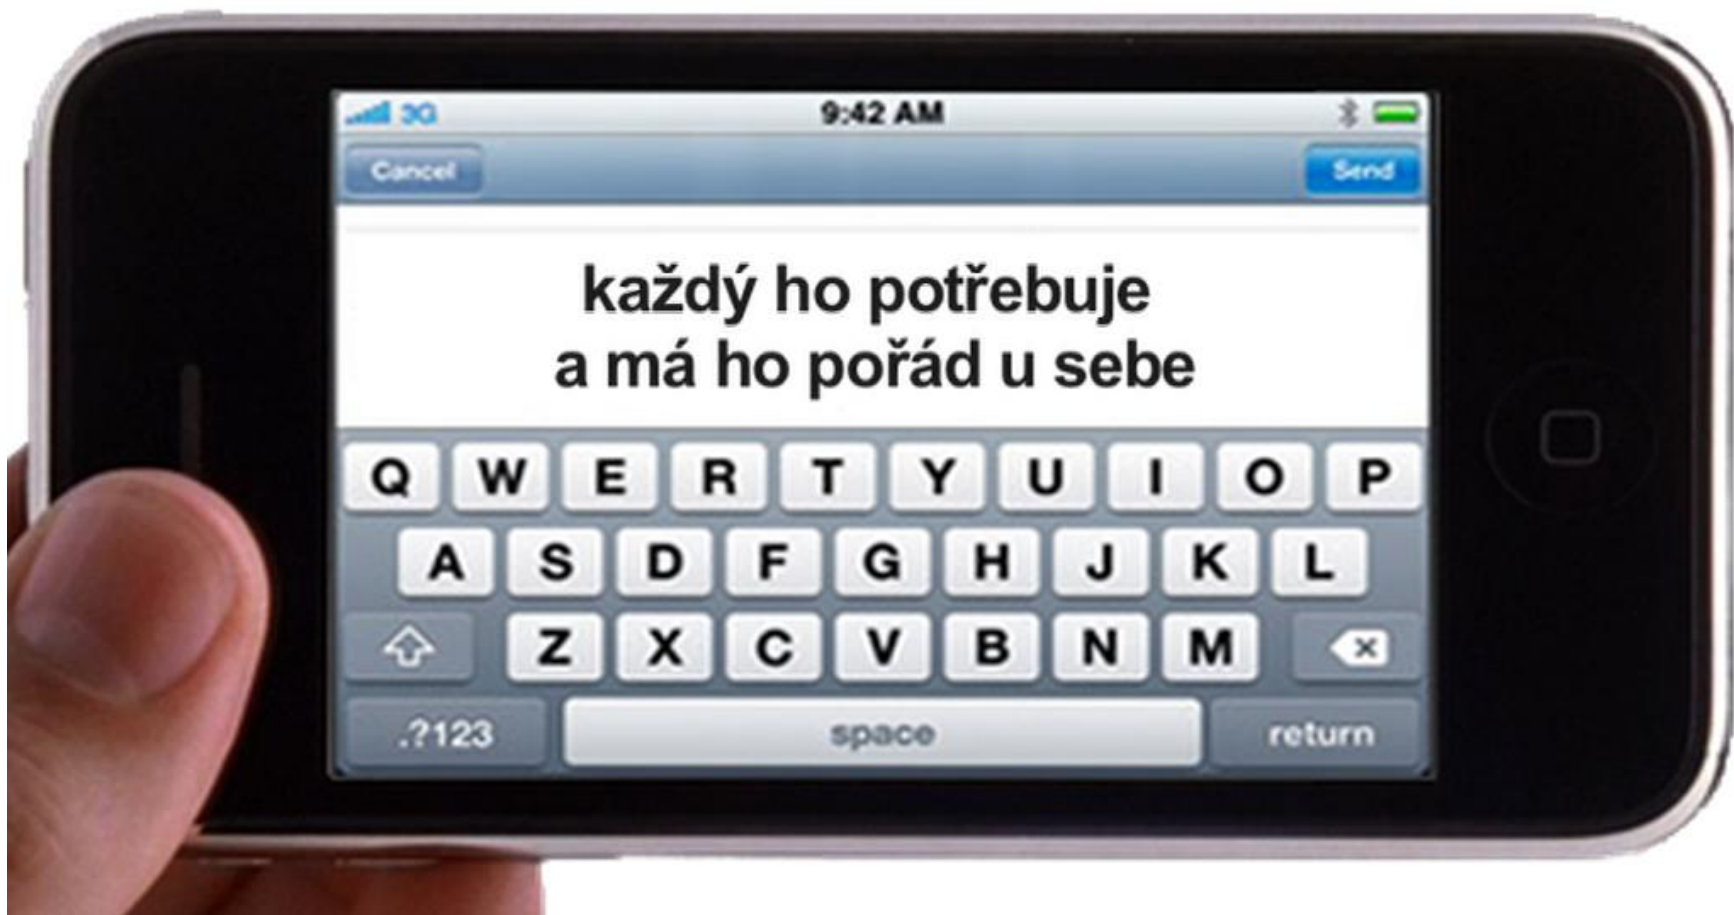 3G 9:42 AM
Cancel Send
každý ho potřebuje
a má ho pořád u sebe
Q W E R T Y U I O P
A S D F G H J K L
Z X C V B N M
.?123 space return